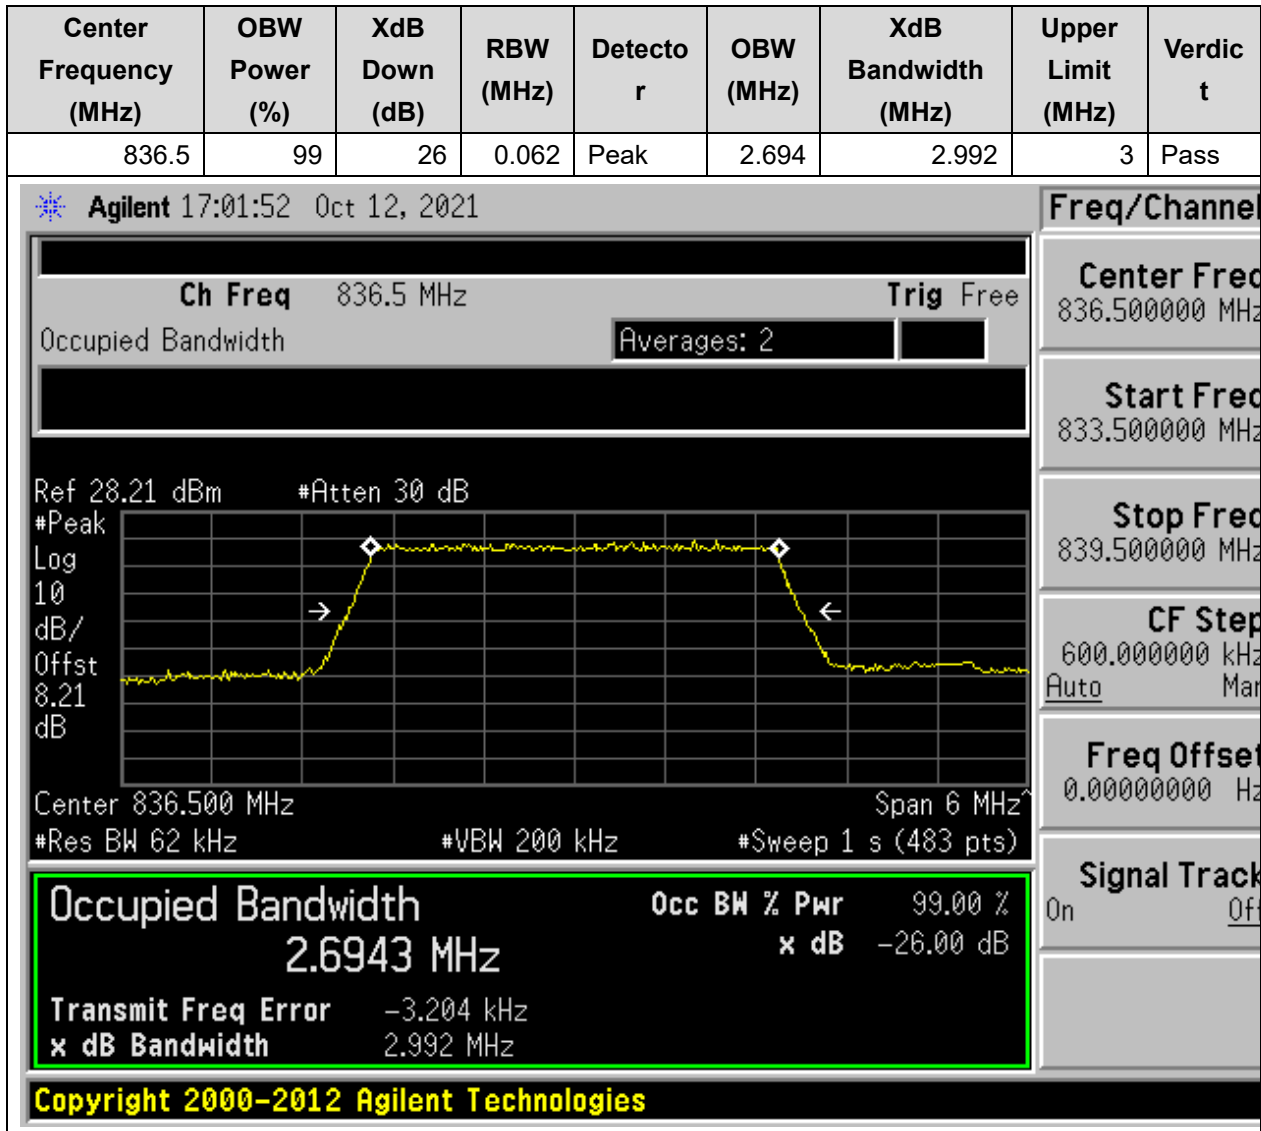 Center Frequency (MHz) OBW Power (%) XdB Down (dB) RBW (MHz) Detecto r OBW (MHz) XdB Bandwidth (MHz) Upper Limit (MHz) Verdic t
836.5 99 26 0.062 Peak 2.694 2.992 3 Pass
Agilent 17:01:52 Oct 12, 2021
Freq/Channel
Ch Freq 836.5 MHz Trig Free
Occupied Bandwidth Averages: 2
Ref 28.21 dBm #Atten 30 dB
#Peak
Log
10
dB/
Offst
8.21
dB
Center 836.500 MHz Span 6 MHz^
#Res BW 62 kHz #VBW 200 kHz #Sweep 1 s (483 pts)
Occupied Bandwidth Occ BW % Pwr 99.00 %
2.6943 MHz x dB -26.00 dB
Transmit Freq Error -3.204 kHz
x dB Bandwidth 2.992 MHz
Center Freq
836.500000 MHz
Start Freq
833.500000 MHz
Stop Freq
839.500000 MHz
CF Step
600.000000 kHz
Auto Man
Freq Offset
0.00000000 Hz
Signal Track
On Off
Copyright 2000-2012 Agilent Technologies